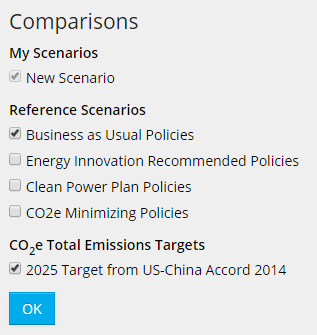 Comparisons
My Scenarios
New Scenario
Reference Scenarios
Business as Usual Policies
Energy Innovation Recommended Policies
Clean Power Plan Policies
CO2e Minimizing Policies
CO₂e Total Emissions Targets
2025 Target from US-China Accord 2014
OK